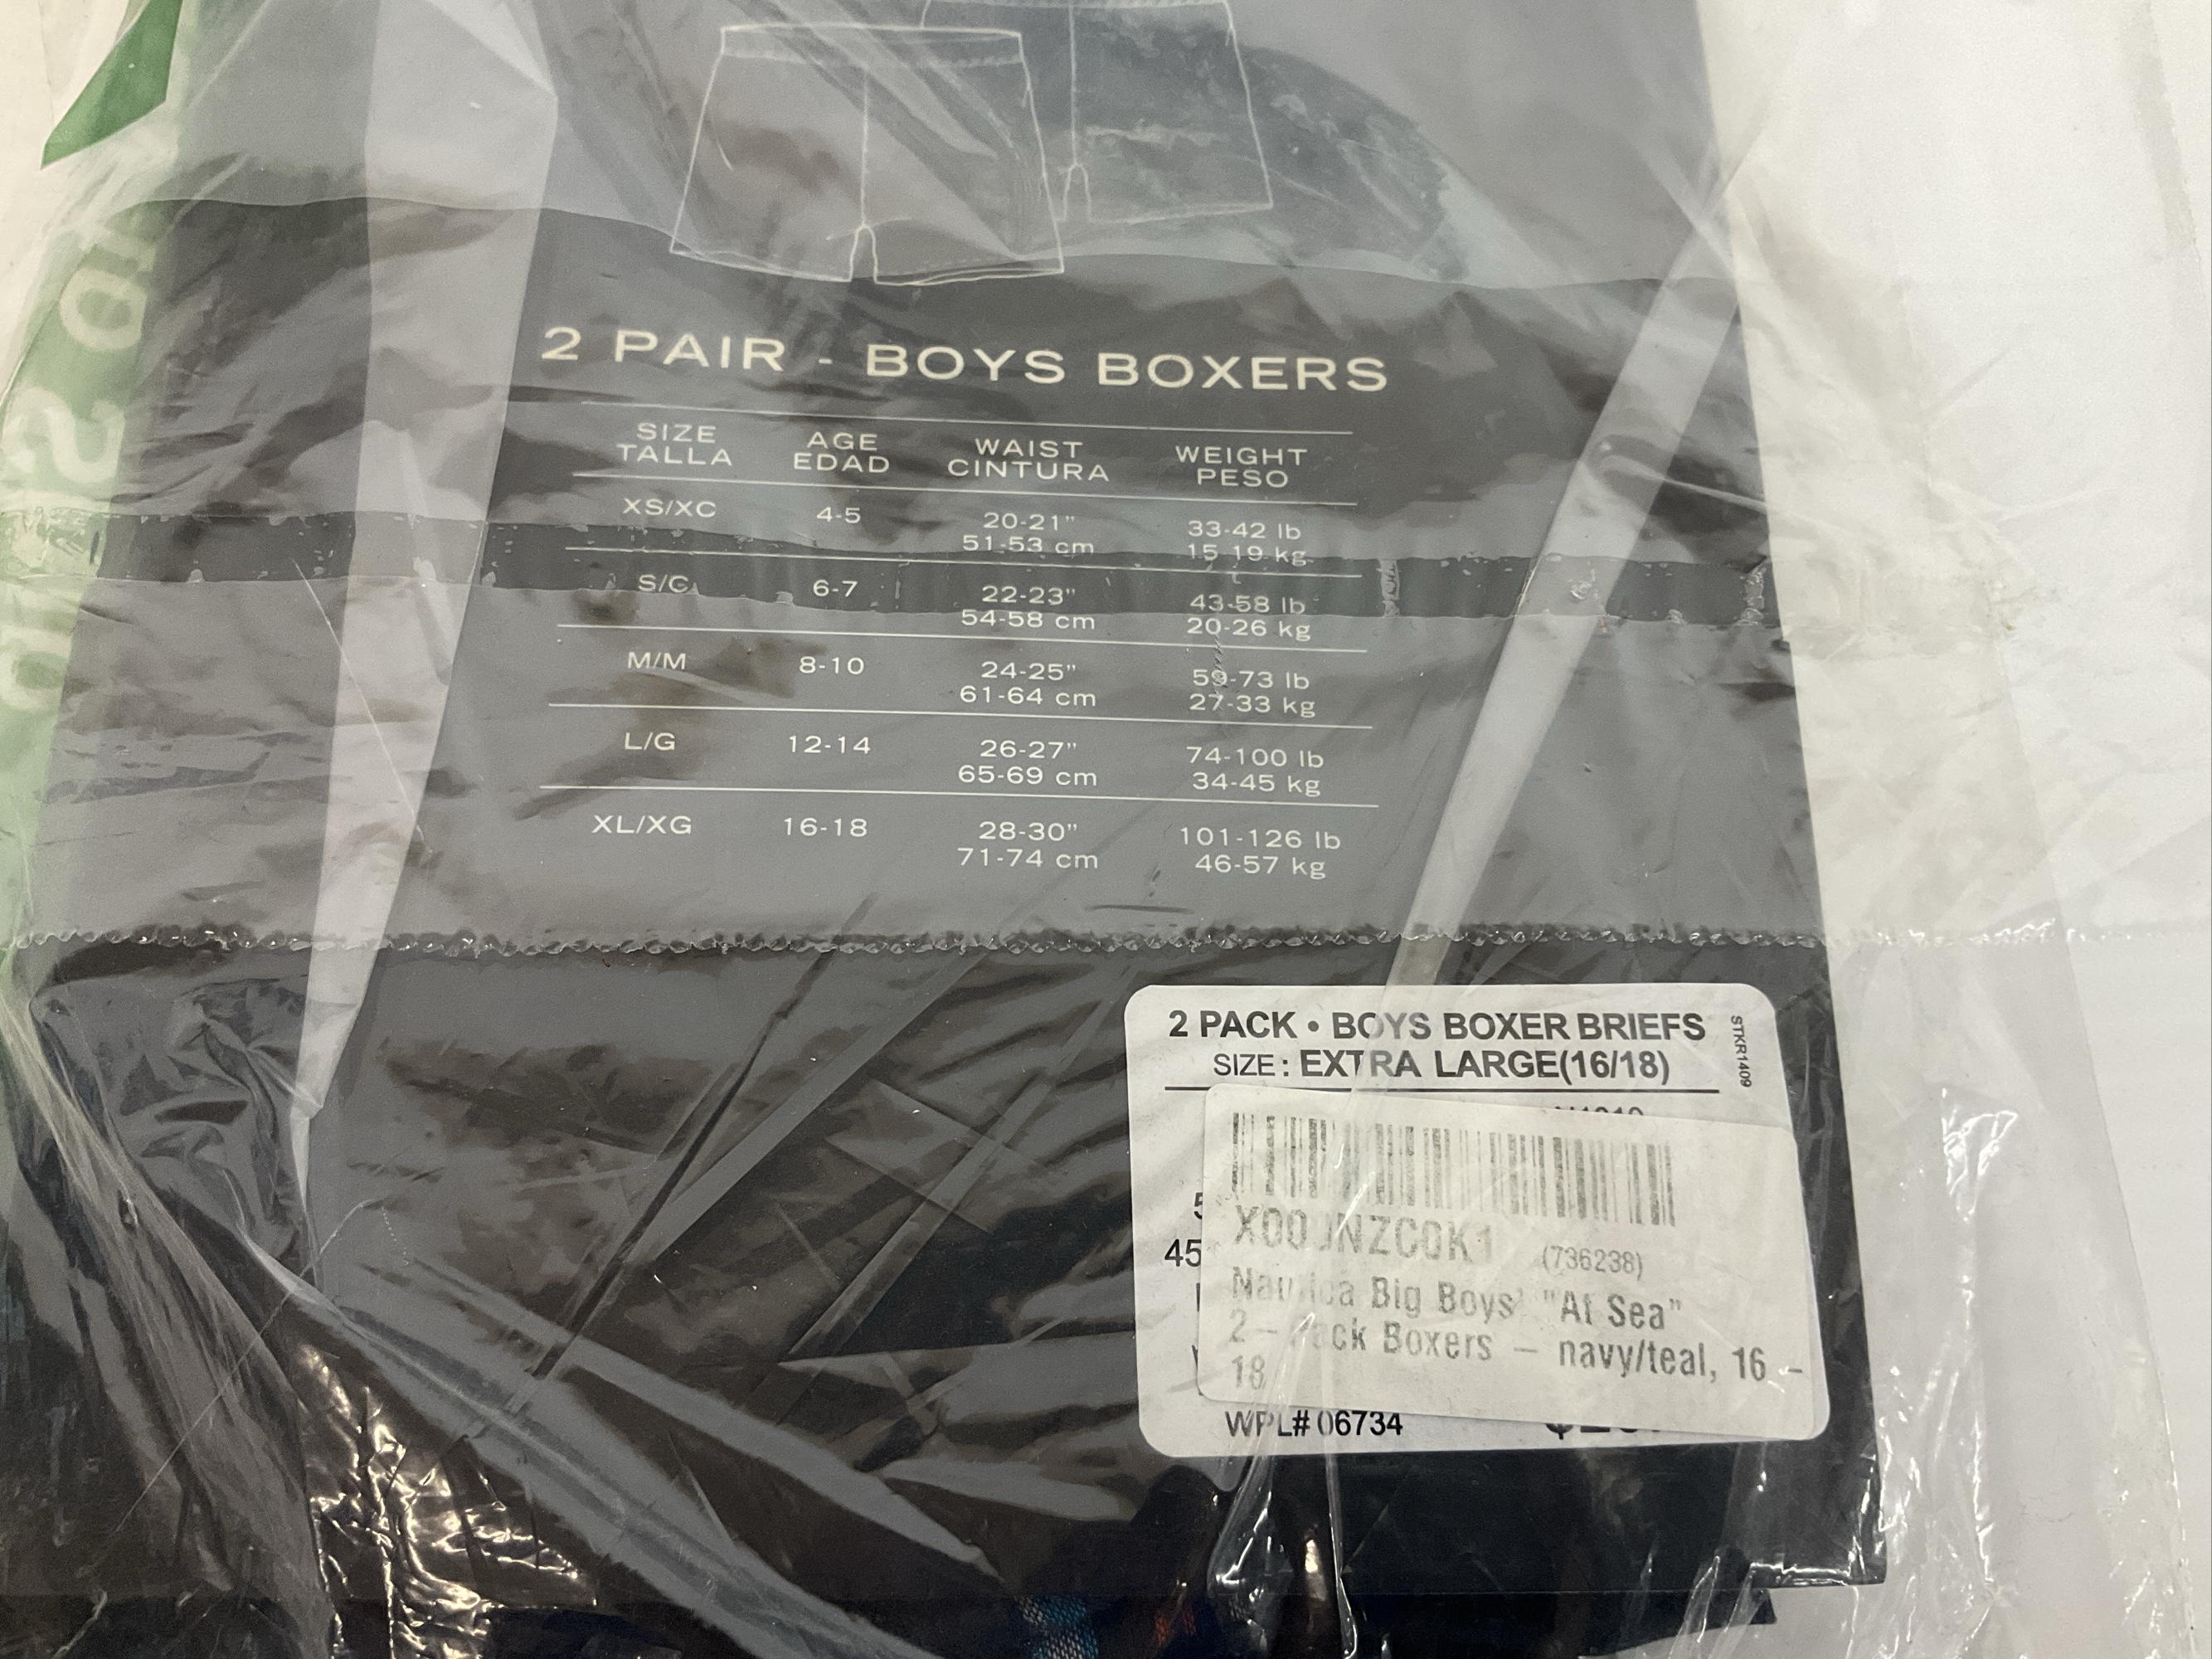 2 PAIR - BOYS BOXERS
SIZE AGE WAIST WEIGHT
TALLA EDAD CINTURA PESO
XS/XC 4-5 20-21" 33-42 lb
51-53 cm 15-19 kg
S/C 6-7 22-23" 43-58 lb
54-58 cm 20-26 kg
M/M 8-10 24-25" 59-73 lb
61-64 cm 27-33 kg
L/G 12-14 26-27" 74-100 lb
65-69 cm 34-45 kg
XL/XG 16-18 28-30" 101-126 lb
71-74 cm 46-57 kg
2 PACK • BOYS BOXER BRIEFS
SIZE : EXTRA LARGE(16/18)
STKR1409
45
(736238)
Nautica Big Boys' "At Sea"
2 - Pack Boxers - navy/teal, 16 -
18
WPL# 06734